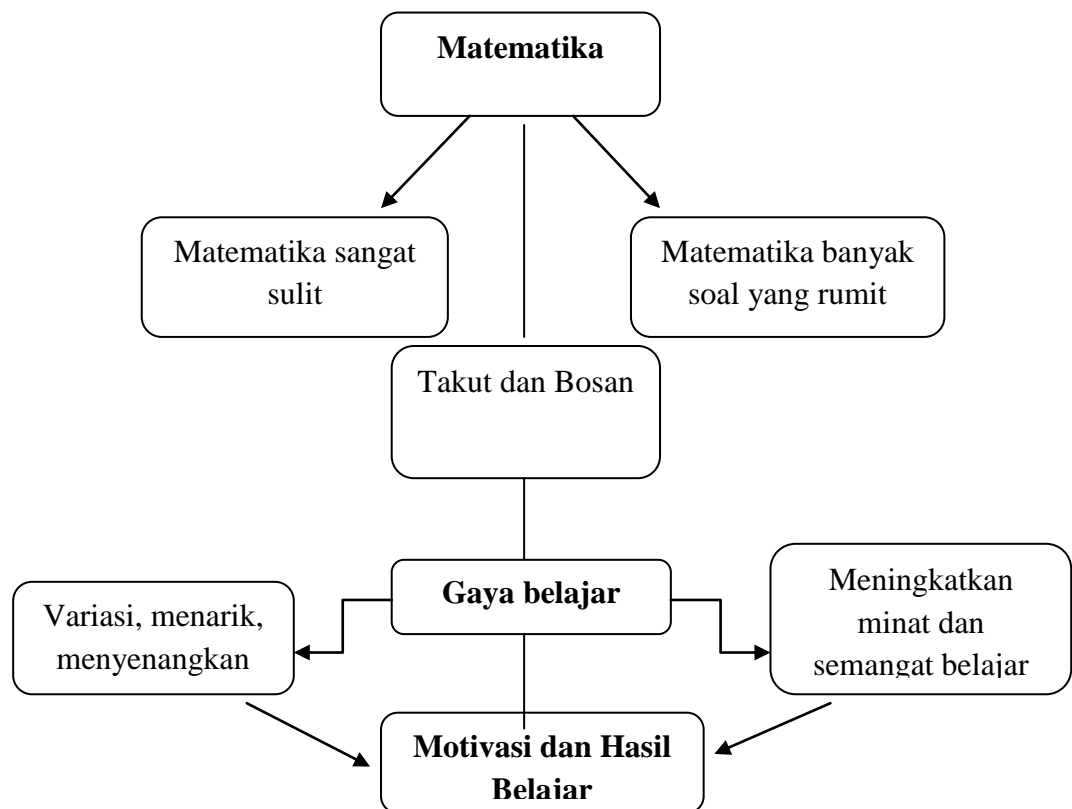 Matematika
Matematika sangat
sulit
Matematika banyak
soal yang rumit
Takut dan Bosan
Gaya belajar
Variasi, menarik,
menyenangkan
Meningkatkan
minat dan
semangat belajar
Motivasi dan Hasil
Belajar